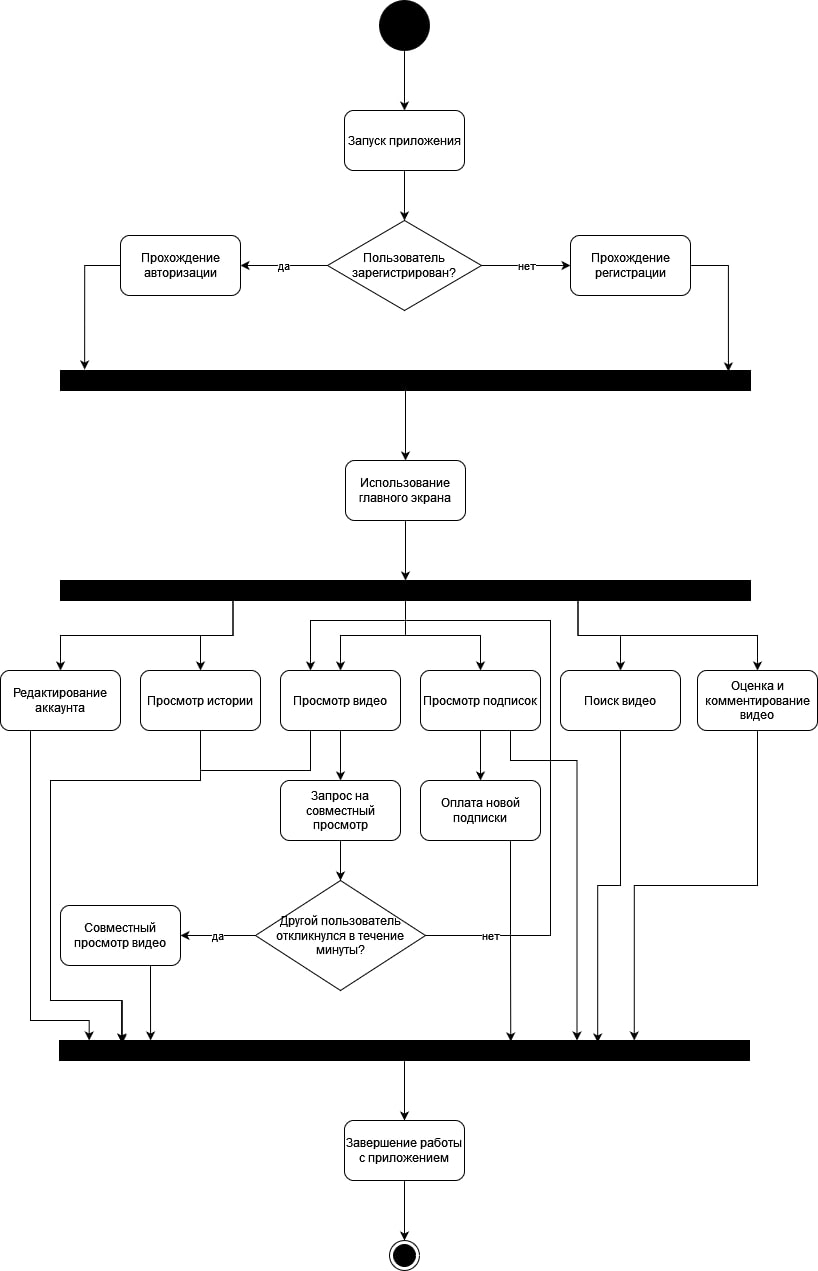 Запуск приложения
Прохождение
авторизации
да
Пользователь
зарегистрирован?
нет
Прохождение
регистрации
Использование
главного экрана
Редактирование
аккаунта
Просмотр истории
Просмотр видео
Просмотр подписок
Поиск видео
Оценка и
комментирование
видео
Запрос на
совместный
просмотр
Оплата новой
подписки
Совместный
просмотр видео
да
Другой пользователь
откликнулся в течение
минуты?
нет
Завершение работы
с приложением